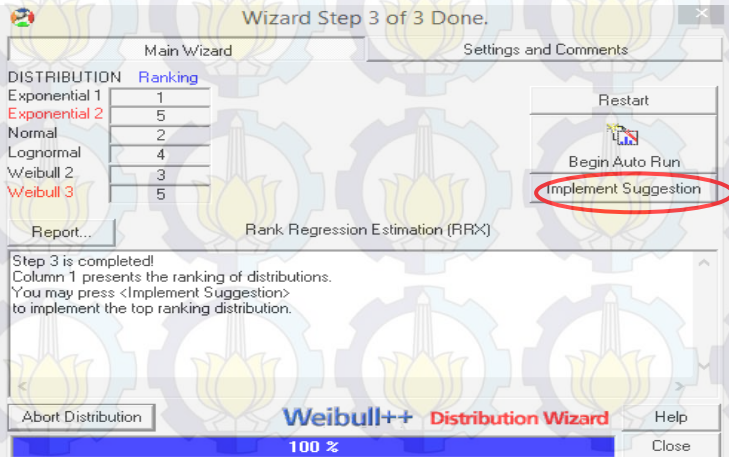 Wizard Step 3 of 3 Done.
Main Wizard
Settings and Comments
DISTRIBUTION Ranking
Exponential 1 1
Exponential 2 5
Normal 2
Lognormal 4
Weibull 2 3
Weibull 3 5
Restart
Begin Auto Run
Implement Suggestion
Report...
Rank Regression Estimation (RRX)
Step 3 is completed!
Column 1 presents the ranking of distributions.
You may press <Implement Suggestion>
to implement the top ranking distribution.
Abort Distribution
Weibull++ Distribution Wizard
Help
100 %
Close